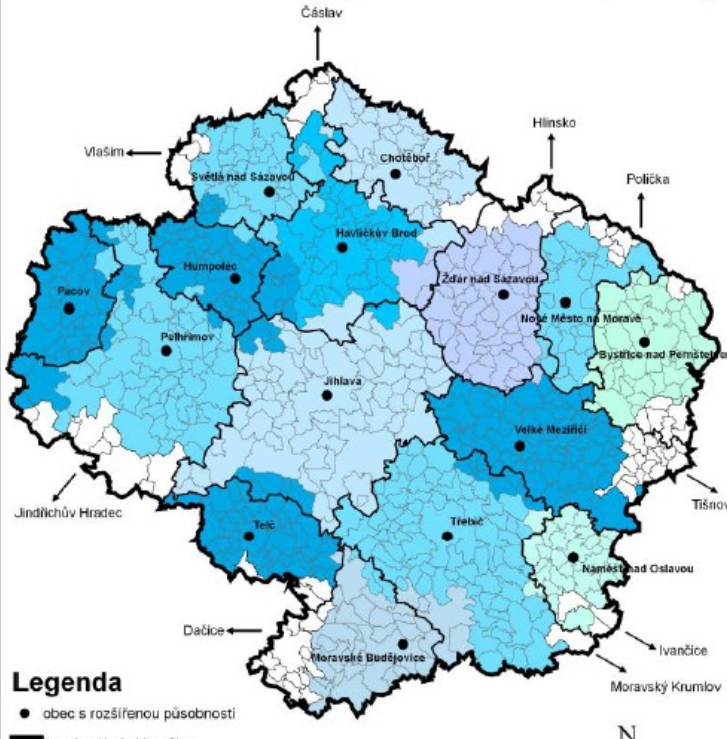 Čáslav
Hlinsko
Vlašim
Chotěboř
Polička
Světlá nad Sázavou
Havlíčkův Brod
Humpolec
Žďár nad Sázavou
Pacov
Nové Město na Moravě
Pelhřimov
Bystřice nad Pernštejnem
Jihlava
Velké Meziříčí
Jindřichův Hradec
Tišnov
Telč
Třebíč
Náměšť nad Oslavou
Dačice
Ivančice
Moravské Budějovice
Moravský Krumlov
Legenda
obec s rozšířenou působností
N